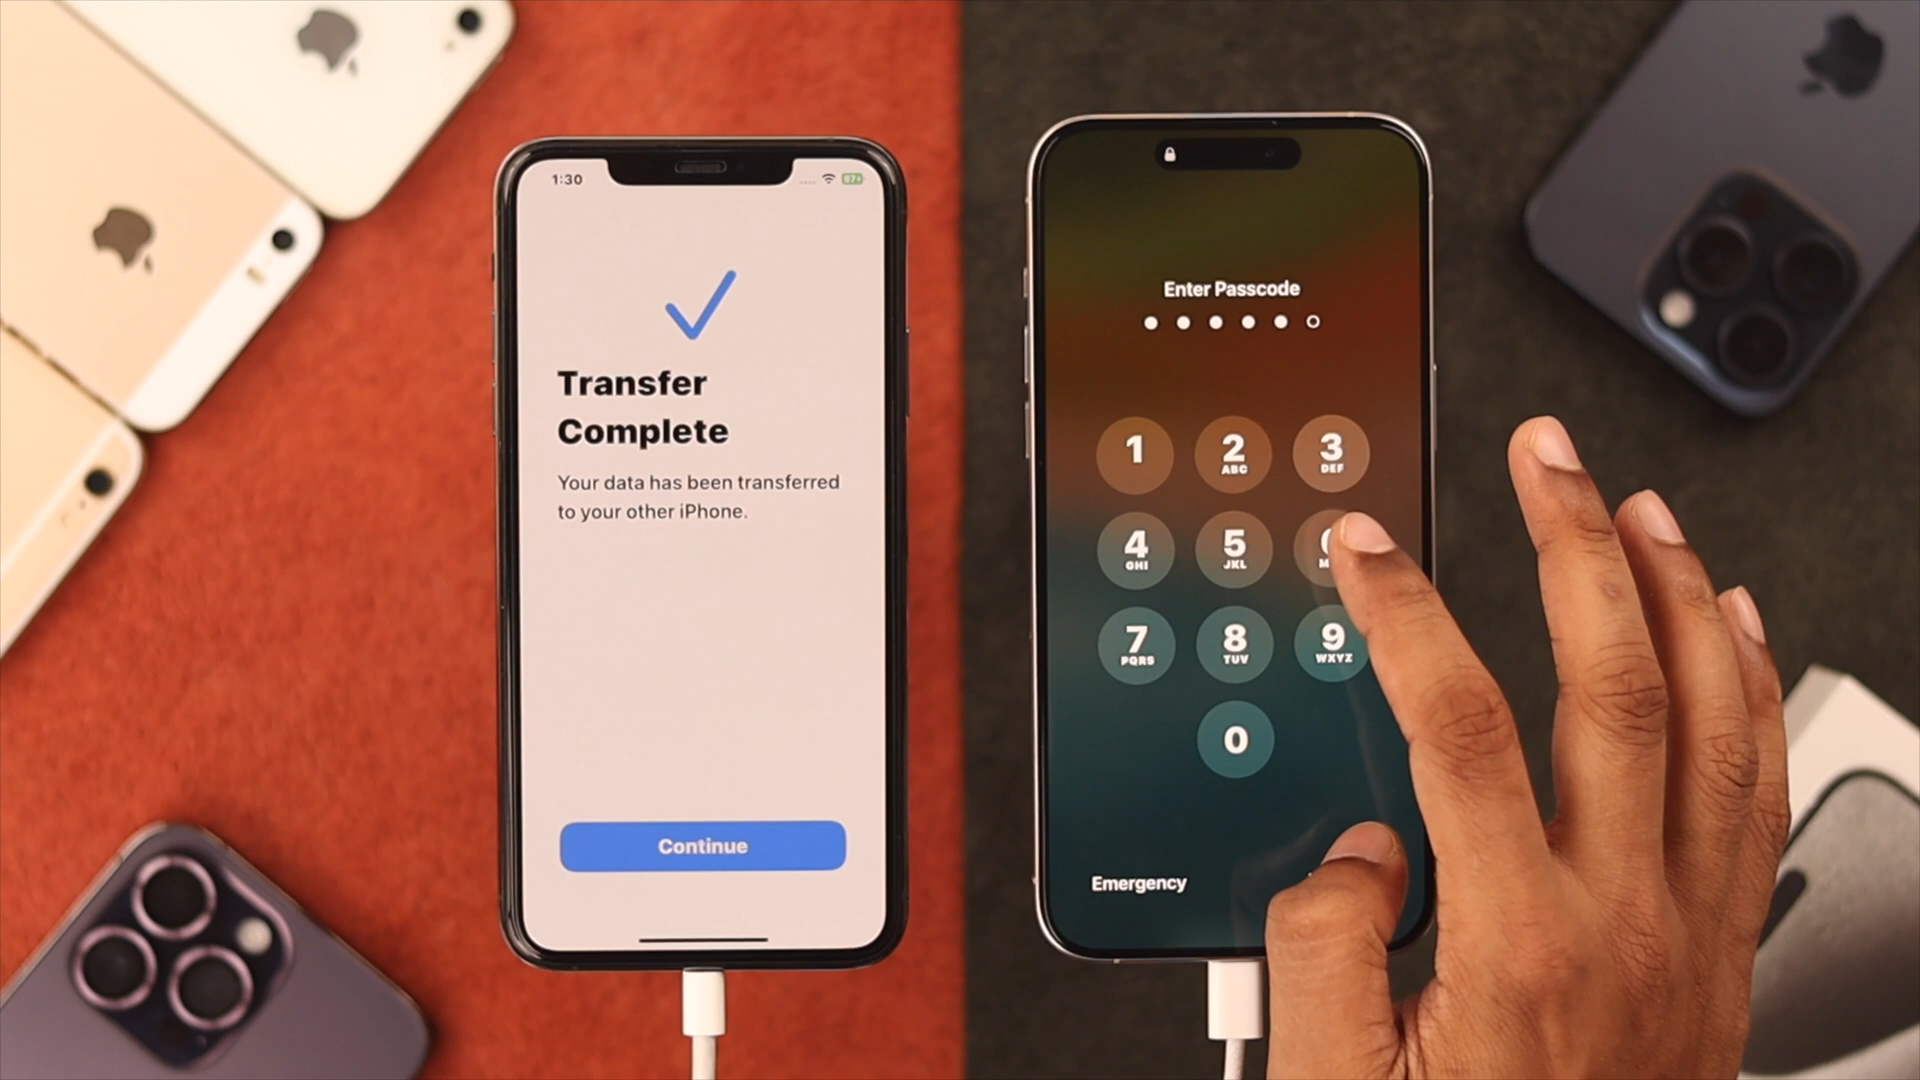 1:30
97
Transfer
Complete
Your data has been transferred
to your other iPhone.
Continue
Enter Passcode
1
2
ABC
3
DEF
4
GHI
5
JKL
7
PQRS
8
TUV
9
WXYZ
0
Emergency